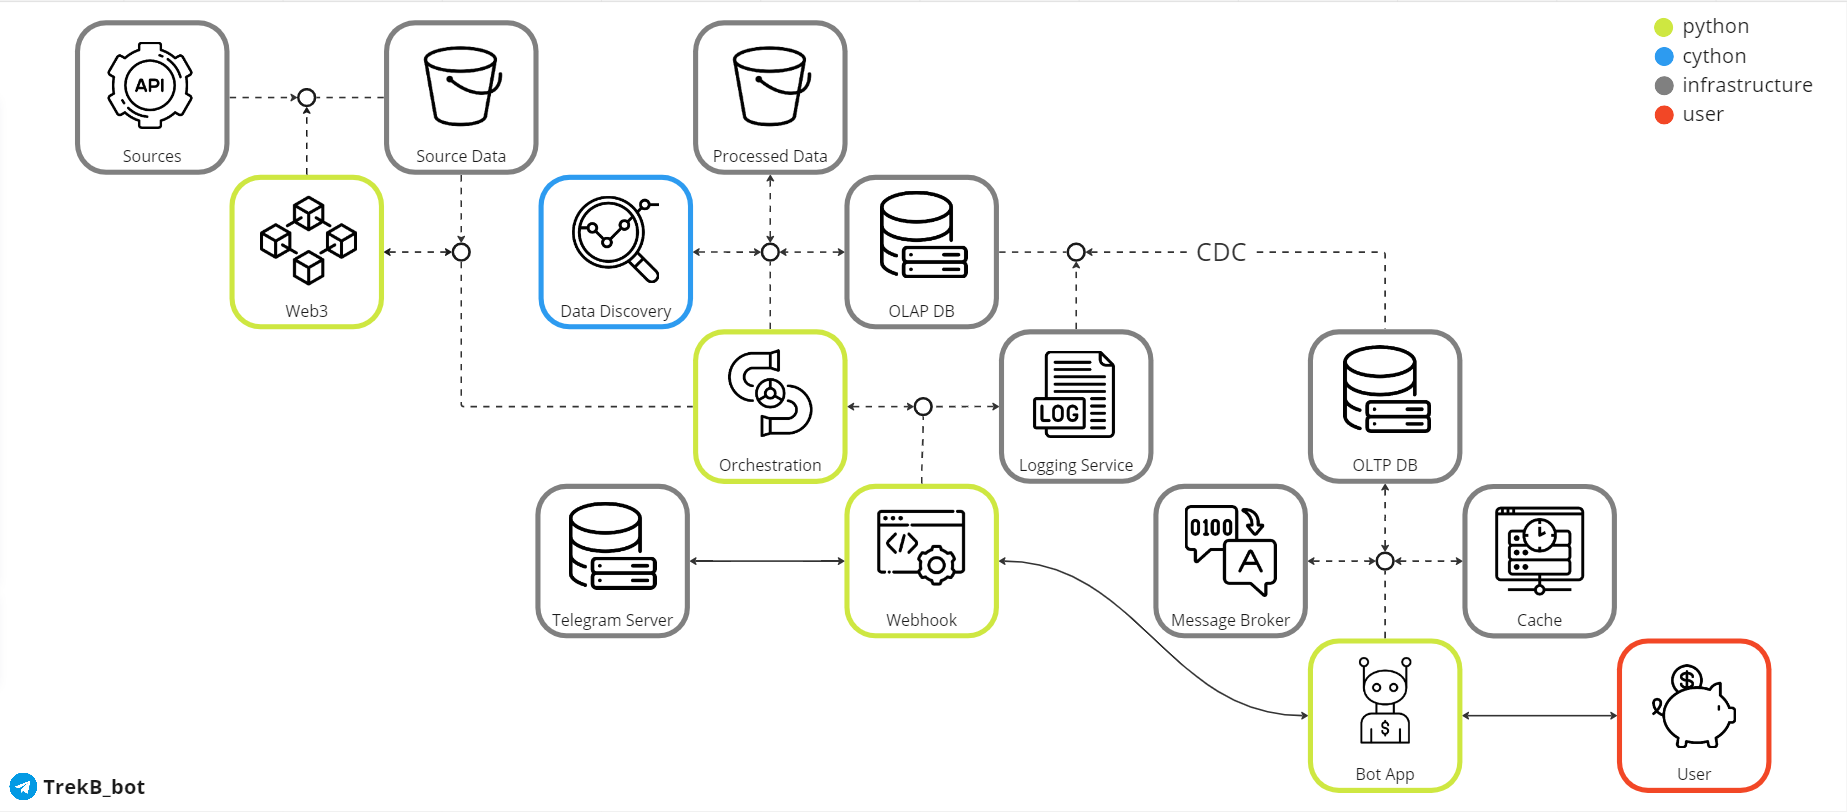 python
cython
infrastructure
user
API
Sources
Source Data
Processed Data
Web3
Data Discovery
OLAP DB
CDC
Orchestration
LOG
Logging Service
OLTP DB
Telegram Server
</>
Webhook
0100
A
Message Broker
Cache
$
Bot App
$
User
TrekB_bot